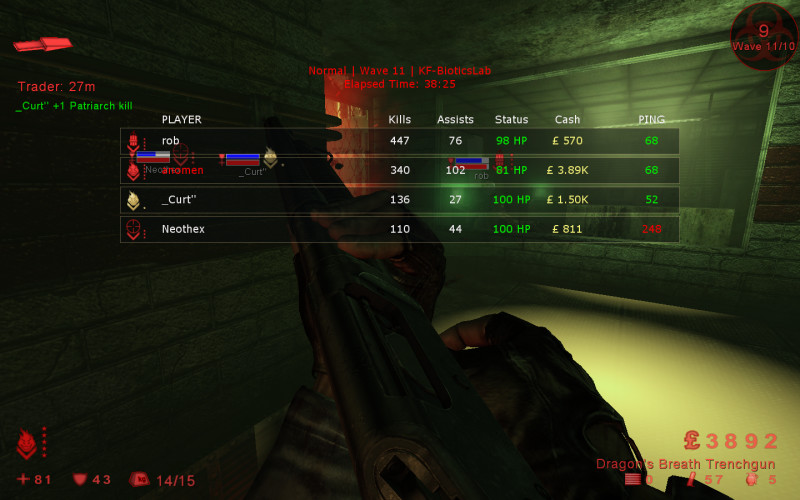 9
Wave 11/10
Normal | Wave 11 | KF-BioticsLab
Elapsed Time: 38:25
Trader: 27m
_Curt" +1 Patriarch kill
PLAYER Kills Assists Status Cash PING
rob 447 76 98 HP £ 570 68
340 102 81 HP £ 3.89K 68
_Curt"
rob
_Curt" 136 27 100 HP £ 1.50K 52
Neothex 110 44 100 HP £ 811 248
£3892
Dragon's Breath Trenchgun
81 43 14/15 0 57 5